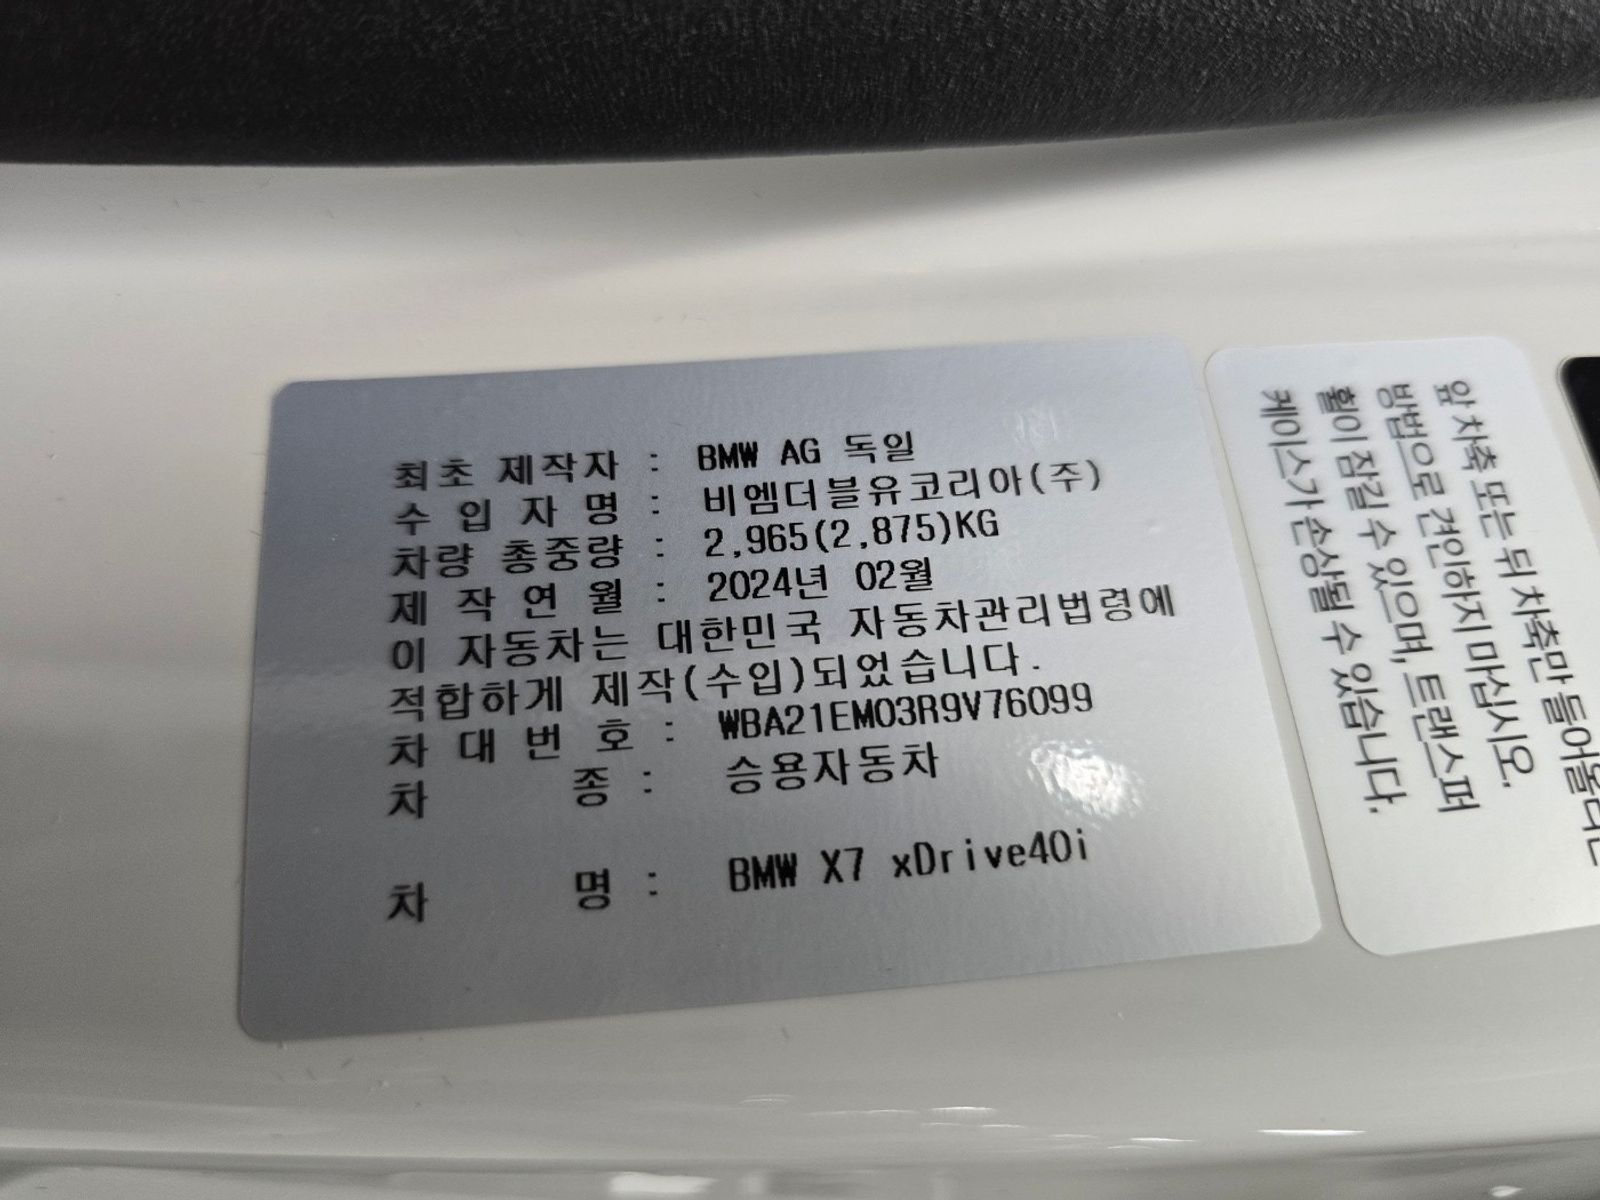 최초 제작자 : BMW AG 독일
수 입 자 명 : 비엠더블유코리아(주)
차량 총중량 : 2,965(2,875)KG
제 작 연 월 : 2024년 02월
이 자동차는 대한민국 자동차관리법령에
적합하게 제작(수입)되었습니다.
차 대 번 호 : WBA21EM03R9V76099
차 종 : 승용자동차
차 명 : BMW X7 xDrive40i
앞 차축 또는 뒤 차축만
방법으로 견인하지 마십시오.
휠이 잠길 수 있으며, 트랜스퍼
케이스가 손상될 수 있습니다.